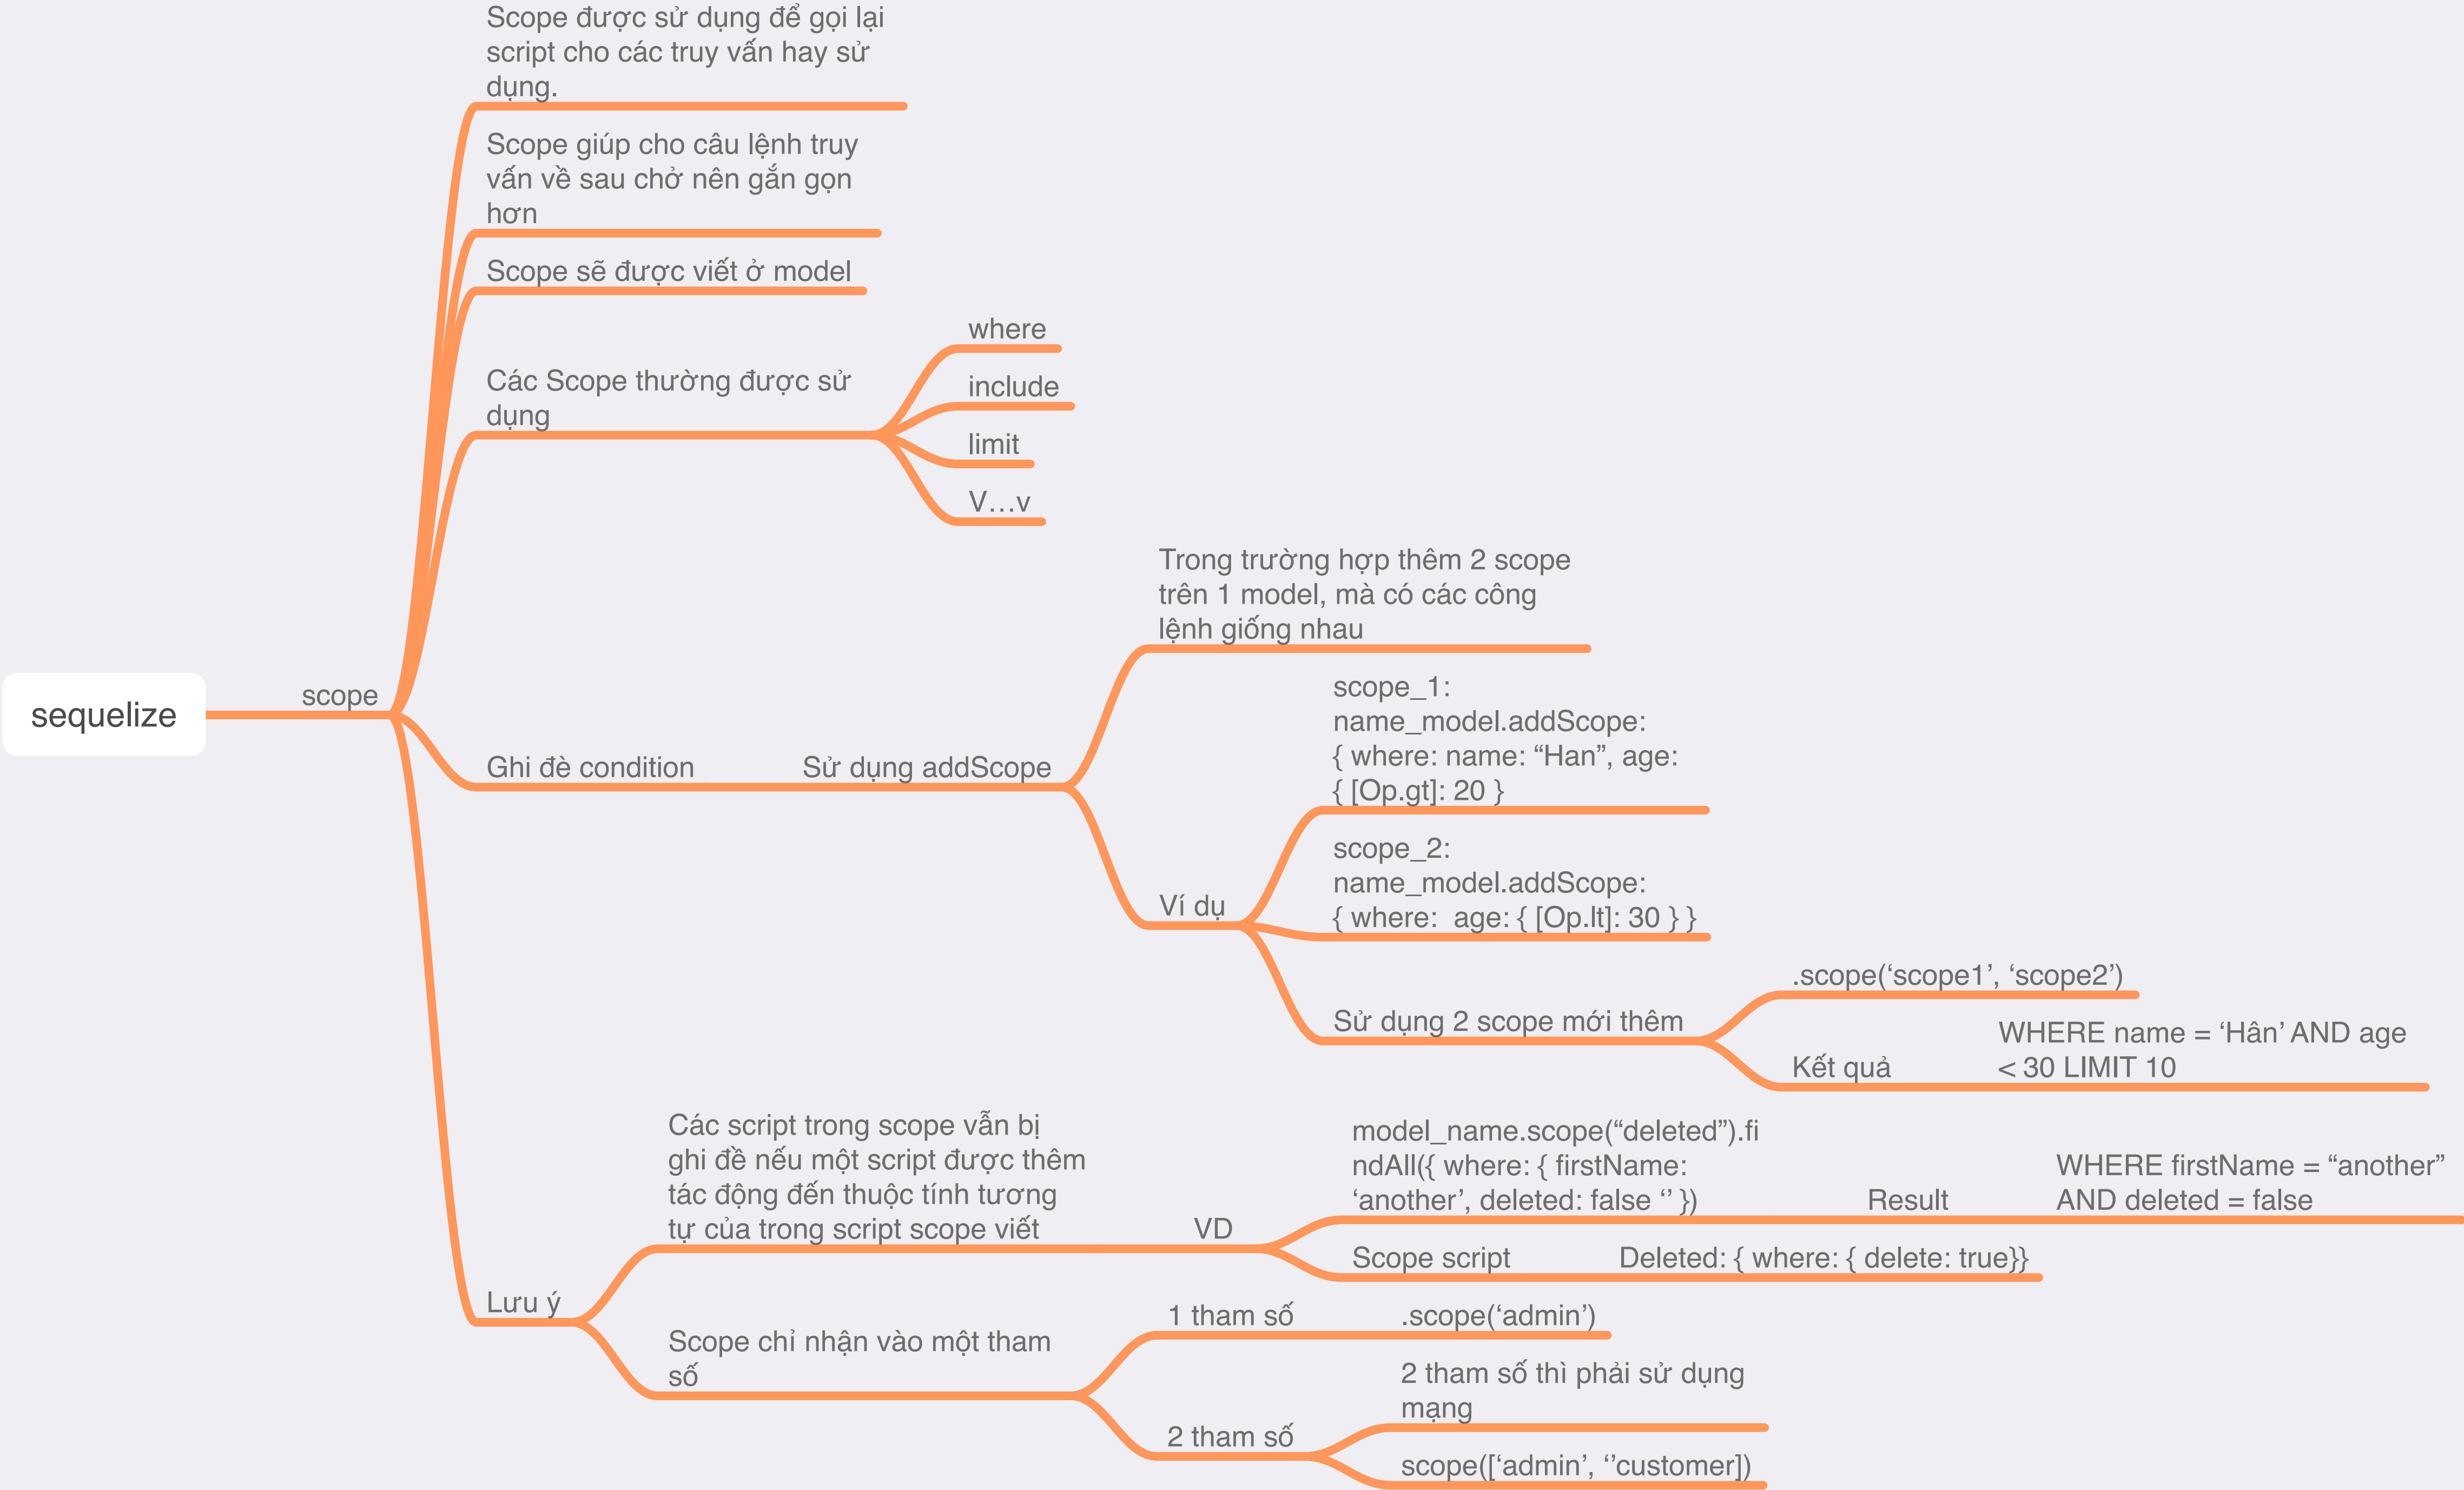 Scope được sử dụng để gọi lại
script cho các truy vấn hay sử
dụng.
Scope giúp cho câu lệnh truy
vấn về sau chở nên gắn gọn
hơn
Scope sẽ được viết ở model
Các Scope thường được sử
dụng
where
include
limit
V…v
sequelize
scope
Ghi đè condition
Sử dụng addScope
Trong trường hợp thêm 2 scope
trên 1 model, mà có các công
lệnh giống nhau
Ví dụ
scope_1:
name_model.addScope:
{ where: name: “Han”, age:
{ [Op.gt]: 20 }
scope_2:
name_model.addScope:
{ where:  age: { [Op.lt]: 30 } }
Sử dụng 2 scope mới thêm
.scope(‘scope1’, ‘scope2’)
Kết quả
WHERE name = ‘Hân’ AND age
< 30 LIMIT 10
Lưu ý
Các script trong scope vẫn bị
ghi đề nếu một script được thêm
tác động đến thuộc tính tương
tự của trong script scope viết
VD
model_name.scope(“deleted”).fi
ndAll({ where: { firstName:
‘another’, deleted: false ‘’ })
Result
WHERE firstName = “another”
AND deleted = false
Scope script
Deleted: { where: { delete: true}}
Scope chỉ nhận vào một tham
số
1 tham số
.scope(‘admin’)
2 tham số
2 tham số thì phải sử dụng
mạng
scope([‘admin’, ‘’customer])